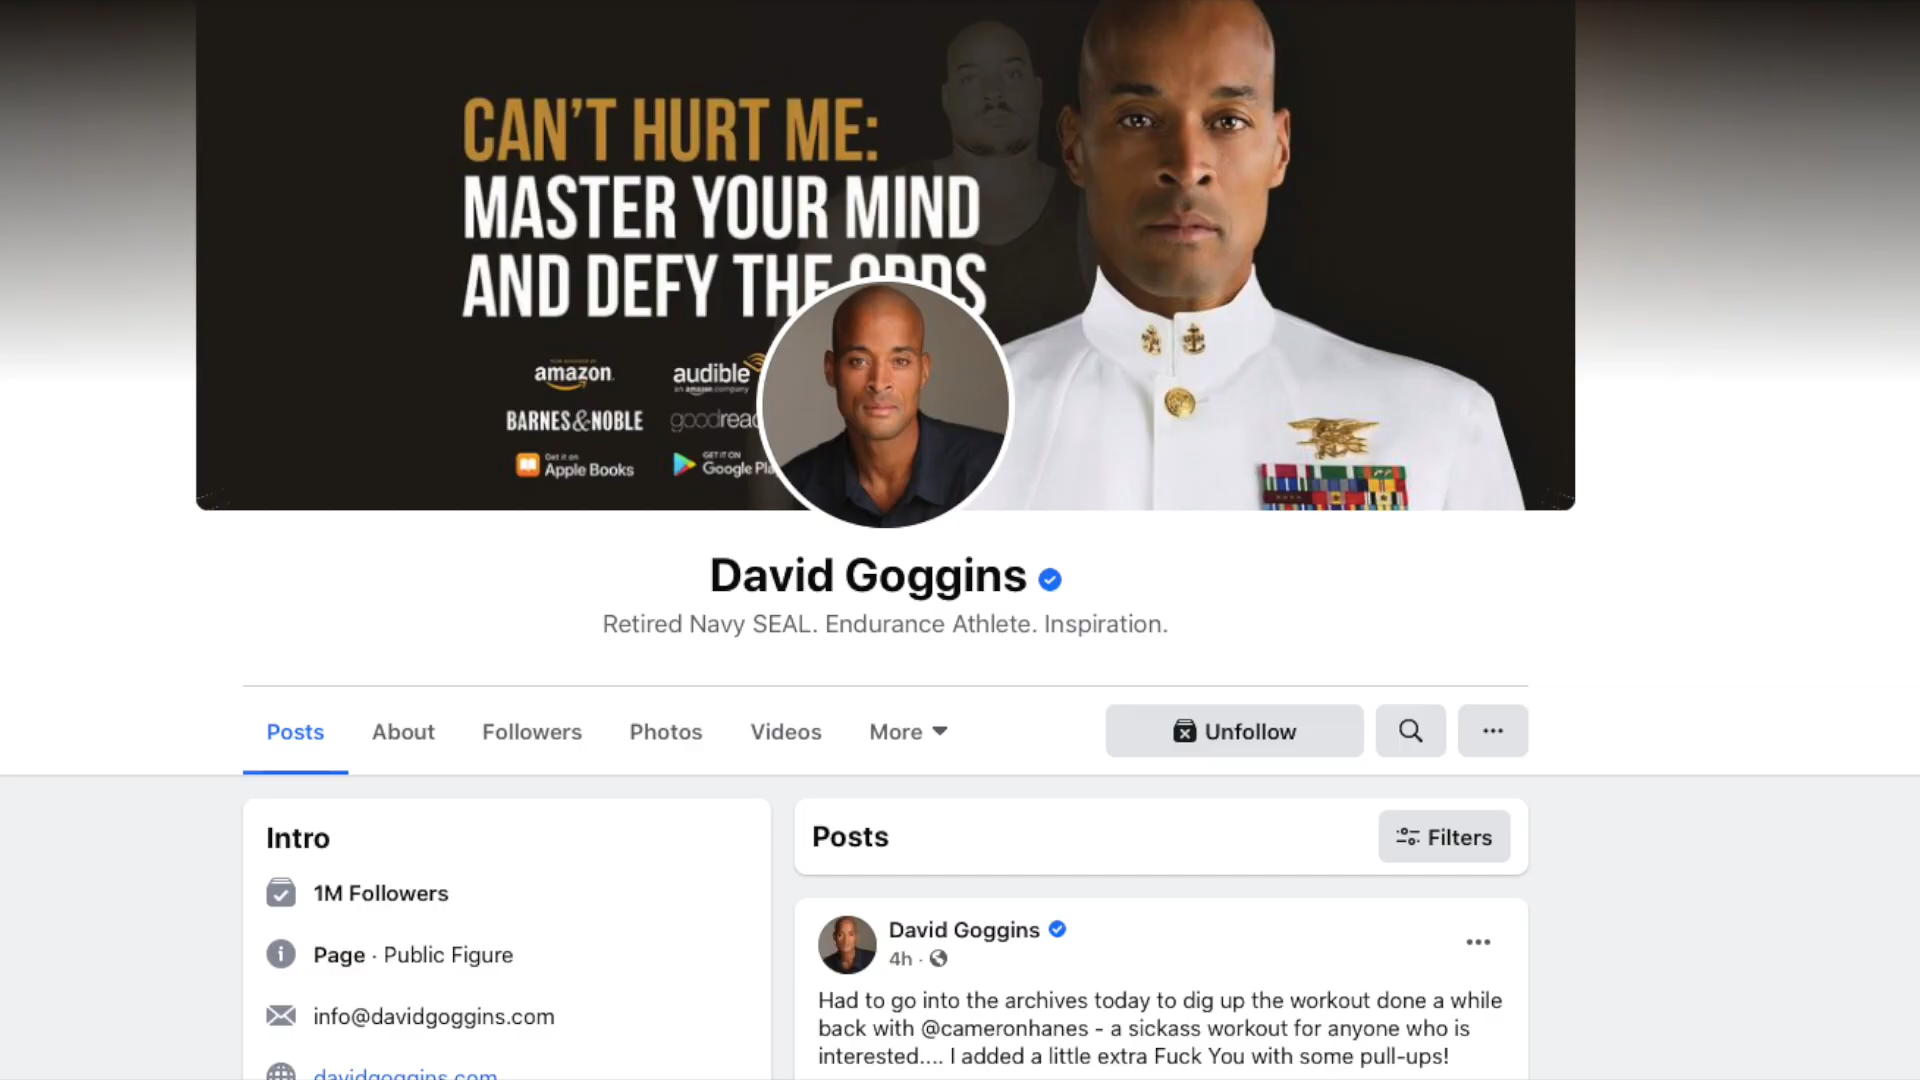 CAN'T HURT ME:
MASTER YOUR MIND
AND DEFY THE ODDS
amazon
audible
an amazon company
BARNES&NOBLE
goodreac
Get it on
Apple Books
GET IT ON
Google Pla
David Goggins
Retired Navy SEAL. Endurance Athlete. Inspiration.
Posts
About
Followers
Photos
Videos
More
Unfollow
Intro
1M Followers
Page · Public Figure
info@davidgoggins.com
davidgoggins.com
Posts
Filters
David Goggins
4h ·
Had to go into the archives today to dig up the workout done a while
back with @cameronhanes - a sickass workout for anyone who is
interested.... I added a little extra Fuck You with some pull-ups!